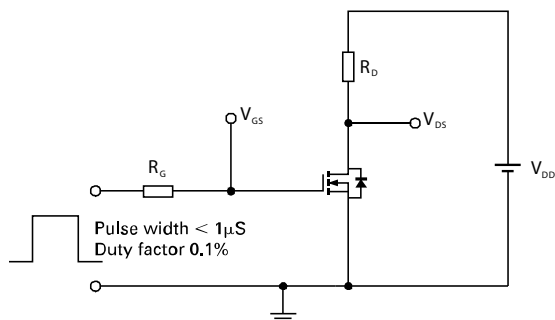 R_D
V_GS
V_DS
R_G
V_DD
Pulse width < 1µS
Duty factor 0.1%